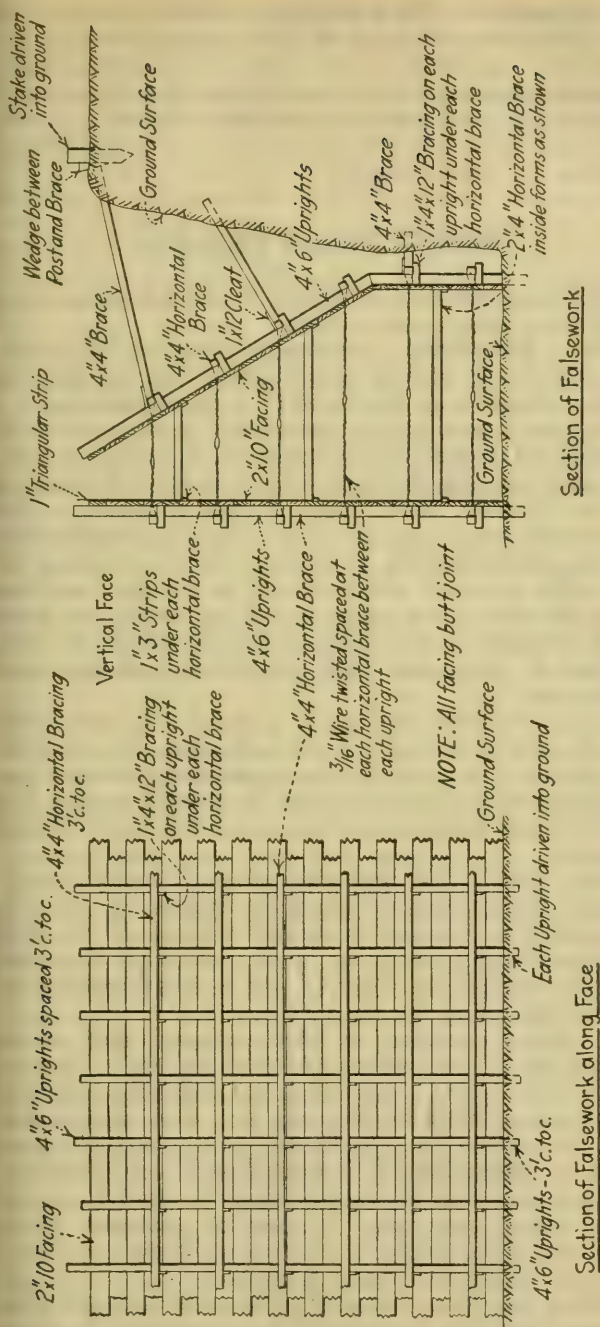 2"x10 Facing
4"x6" Uprights spaced 3'c. to c.
4"x4" Horizontal Bracing
3'c. to c.
1"x4"x12" Bracing
on each upright
under each
horizontal brace
4"x6" Uprights-3'c. to c.
Each Upright driven into ground
Ground Surface
Section of Falsework along Face
Vertical Face
1"x3" Strips
under each
horizontal brace
4"x6" Uprights
4"x4" Horizontal Brace
3/16" Wire twisted spaced at
each horizontal brace between
each upright
NOTE: All facing butt joint
1" Triangular Strip
4"x4" Brace
Wedge between
Post and Brace
Stake driven
into ground
Ground Surface
4"x4" Horizontal
Brace
1"x12 Cleat
2"x10" Facing
4"x6" Uprights
4"x4" Brace
1"x4"x12" Bracing on each
upright under each
horizontal brace
2"x4" Horizontal Brace
inside forms as shown
Ground Surface
Section of Falsework